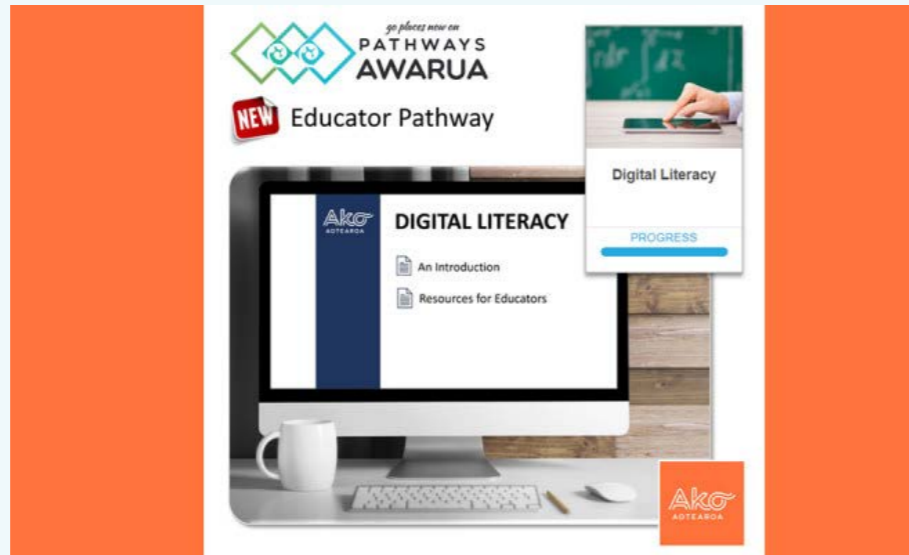 go places now on
PATHWAYS
AWARUA
NEW
Educator Pathway
Digital Literacy
PROGRESS
Ako
AOTEAROA
DIGITAL LITERACY
An Introduction
Resources for Educators
Ako
AOTEAROA